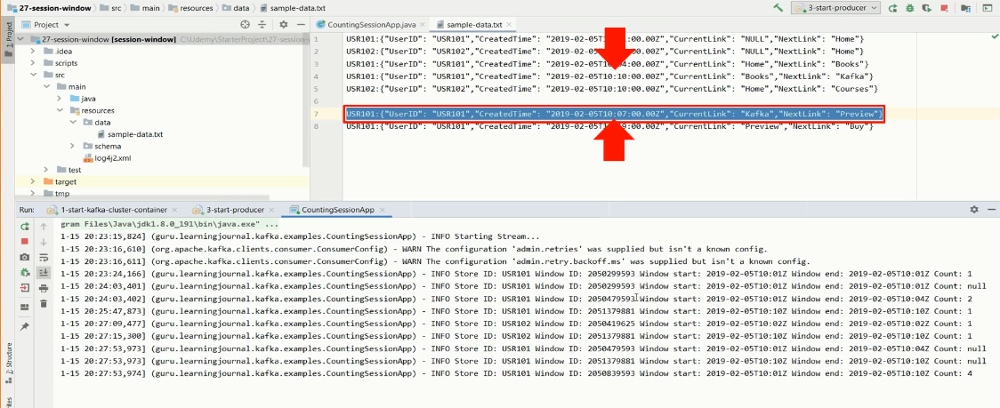 27-session-window src main resources data sample-data.txt
3-start-producer
1: Project
Project
CountingSessionApp.java
sample-data.txt
27-session-window [session-window] C:\Udemy\StarterProject\27-session
.idea
scripts
src
main
java
resources
data
sample-data.txt
schema
log4j2.xml
test
target
tmp
1 USR101:{"UserID": "USR101","CreatedTime": "2019-02-05T10: 1:00.00Z","CurrentLink": "NULL","NextLink": "Home"}
2 USR102:{"UserID": "USR102","CreatedTime": "2019-02-05T10: 2:00.00Z","CurrentLink": "NULL","NextLink": "Home"}
3 USR101:{"UserID": "USR101","CreatedTime": "2019-02-05T10:04:00.00Z","CurrentLink": "Home","NextLink": "Books"}
4 USR101:{"UserID": "USR101","CreatedTime": "2019-02-05T10:10:00.00Z","CurrentLink": "Books","NextLink": "Kafka"}
5 USR102:{"UserID": "USR102","CreatedTime": "2019-02-05T10:10:00.00Z","CurrentLink": "Home","NextLink": "Courses"}
6
7 USR101:{"UserID": "USR101","CreatedTime": "2019-02-05T10:07:00.00Z","CurrentLink": "Kafka","NextLink": "Preview"}
8 USR101:{"UserID": "USR101","CreatedTime": "2019-02-05T1 9:00.00Z","CurrentLink": "Preview","NextLink": "Buy"}
Run: 1-start-kafka-cluster-container 3-start-producer CountingSessionApp
gram Files\Java\jdk1.8.0_191\bin\java.exe" ...
1-15 20:23:15,824] (guru.learningjournal.kafka.examples.CountingSessionApp) - INFO Starting Stream...
1-15 20:23:16,610] (org.apache.kafka.clients.consumer.ConsumerConfig) - WARN The configuration 'admin.retries' was supplied but isn't a known config.
1-15 20:23:16,611] (org.apache.kafka.clients.consumer.ConsumerConfig) - WARN The configuration 'admin.retry.backoff.ms' was supplied but isn't a known config.
1-15 20:23:24,166] (guru.learningjournal.kafka.examples.CountingSessionApp) - INFO Store ID: USR101 Window ID: 2050299593 Window start: 2019-02-05T10:01Z Window end: 2019-02-05T10:01Z Count: 1
1-15 20:24:03,401] (guru.learningjournal.kafka.examples.CountingSessionApp) - INFO Store ID: USR101 Window ID: 2050299593 Window start: 2019-02-05T10:01Z Window end: 2019-02-05T10:01Z Count: null
1-15 20:24:03,402] (guru.learningjournal.kafka.examples.CountingSessionApp) - INFO Store ID: USR101 Window ID: 2050479593 Window start: 2019-02-05T10:01Z Window end: 2019-02-05T10:04Z Count: 2
1-15 20:25:47,873] (guru.learningjournal.kafka.examples.CountingSessionApp) - INFO Store ID: USR101 Window ID: 2051379881 Window start: 2019-02-05T10:10Z Window end: 2019-02-05T10:10Z Count: 1
1-15 20:27:09,477] (guru.learningjournal.kafka.examples.CountingSessionApp) - INFO Store ID: USR102 Window ID: 2050419625 Window start: 2019-02-05T10:02Z Window end: 2019-02-05T10:02Z Count: 1
1-15 20:27:15,300] (guru.learningjournal.kafka.examples.CountingSessionApp) - INFO Store ID: USR102 Window ID: 2051379881 Window start: 2019-02-05T10:10Z Window end: 2019-02-05T10:10Z Count: 1
1-15 20:27:53,973] (guru.learningjournal.kafka.examples.CountingSessionApp) - INFO Store ID: USR101 Window ID: 2050479593 Window start: 2019-02-05T10:01Z Window end: 2019-02-05T10:04Z Count: null
1-15 20:27:53,973] (guru.learningjournal.kafka.examples.CountingSessionApp) - INFO Store ID: USR101 Window ID: 2051379881 Window start: 2019-02-05T10:10Z Window end: 2019-02-05T10:10Z Count: null
1-15 20:27:53,974] (guru.learningjournal.kafka.examples.CountingSessionApp) - INFO Store ID: USR101 Window ID: 2050839593 Window start: 2019-02-05T10:01Z Window end: 2019-02-05T10:10Z Count: 4
Z: Structure